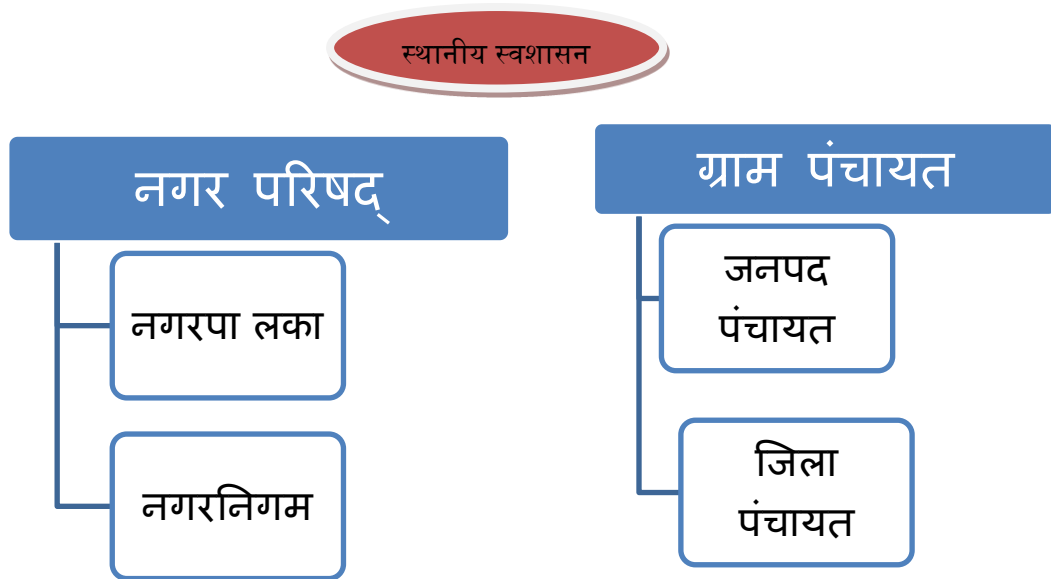 स्थानीय स्वशासन
नगर परिषद्
नगरपा लका
नगरनिगम
ग्राम पंचायत
जनपद
पंचायत
जिला
पंचायत